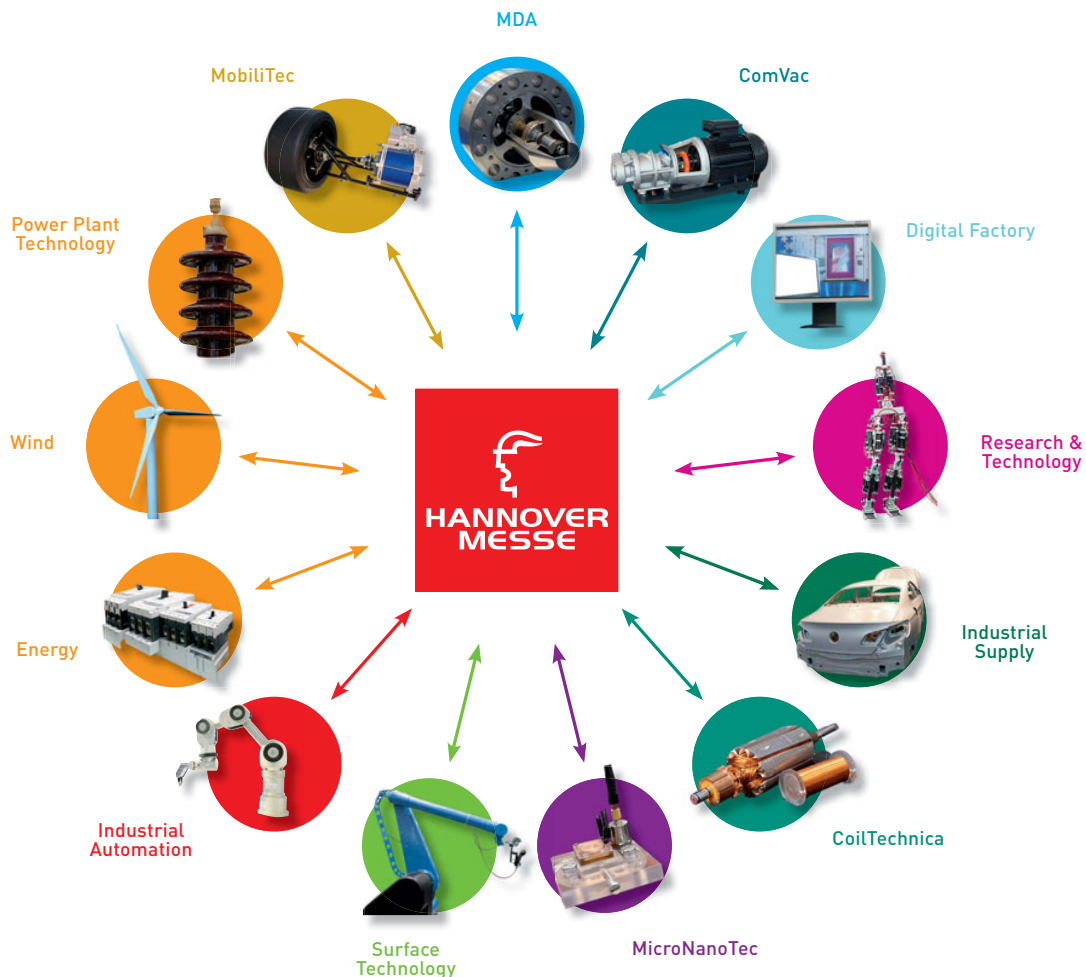 MDA
MobiliTec
ComVac
Power Plant
Technology
Digital Factory
Wind
Research &
Technology
HANNOVER
MESSE
Energy
Industrial
Supply
Industrial
Automation
CoilTechnica
Surface
Technology
MicroNanoTec